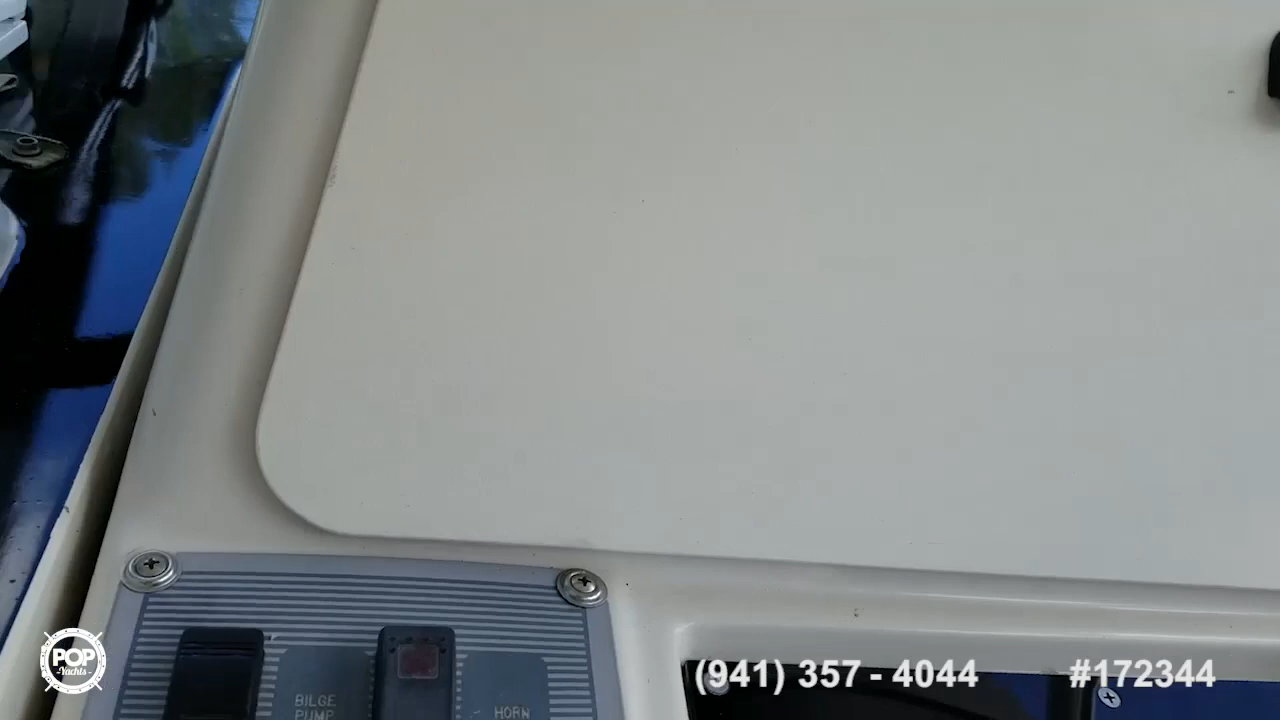 BILGE
PUMP
HORN
POP
Yachts
(941) 357 - 4044
#172344